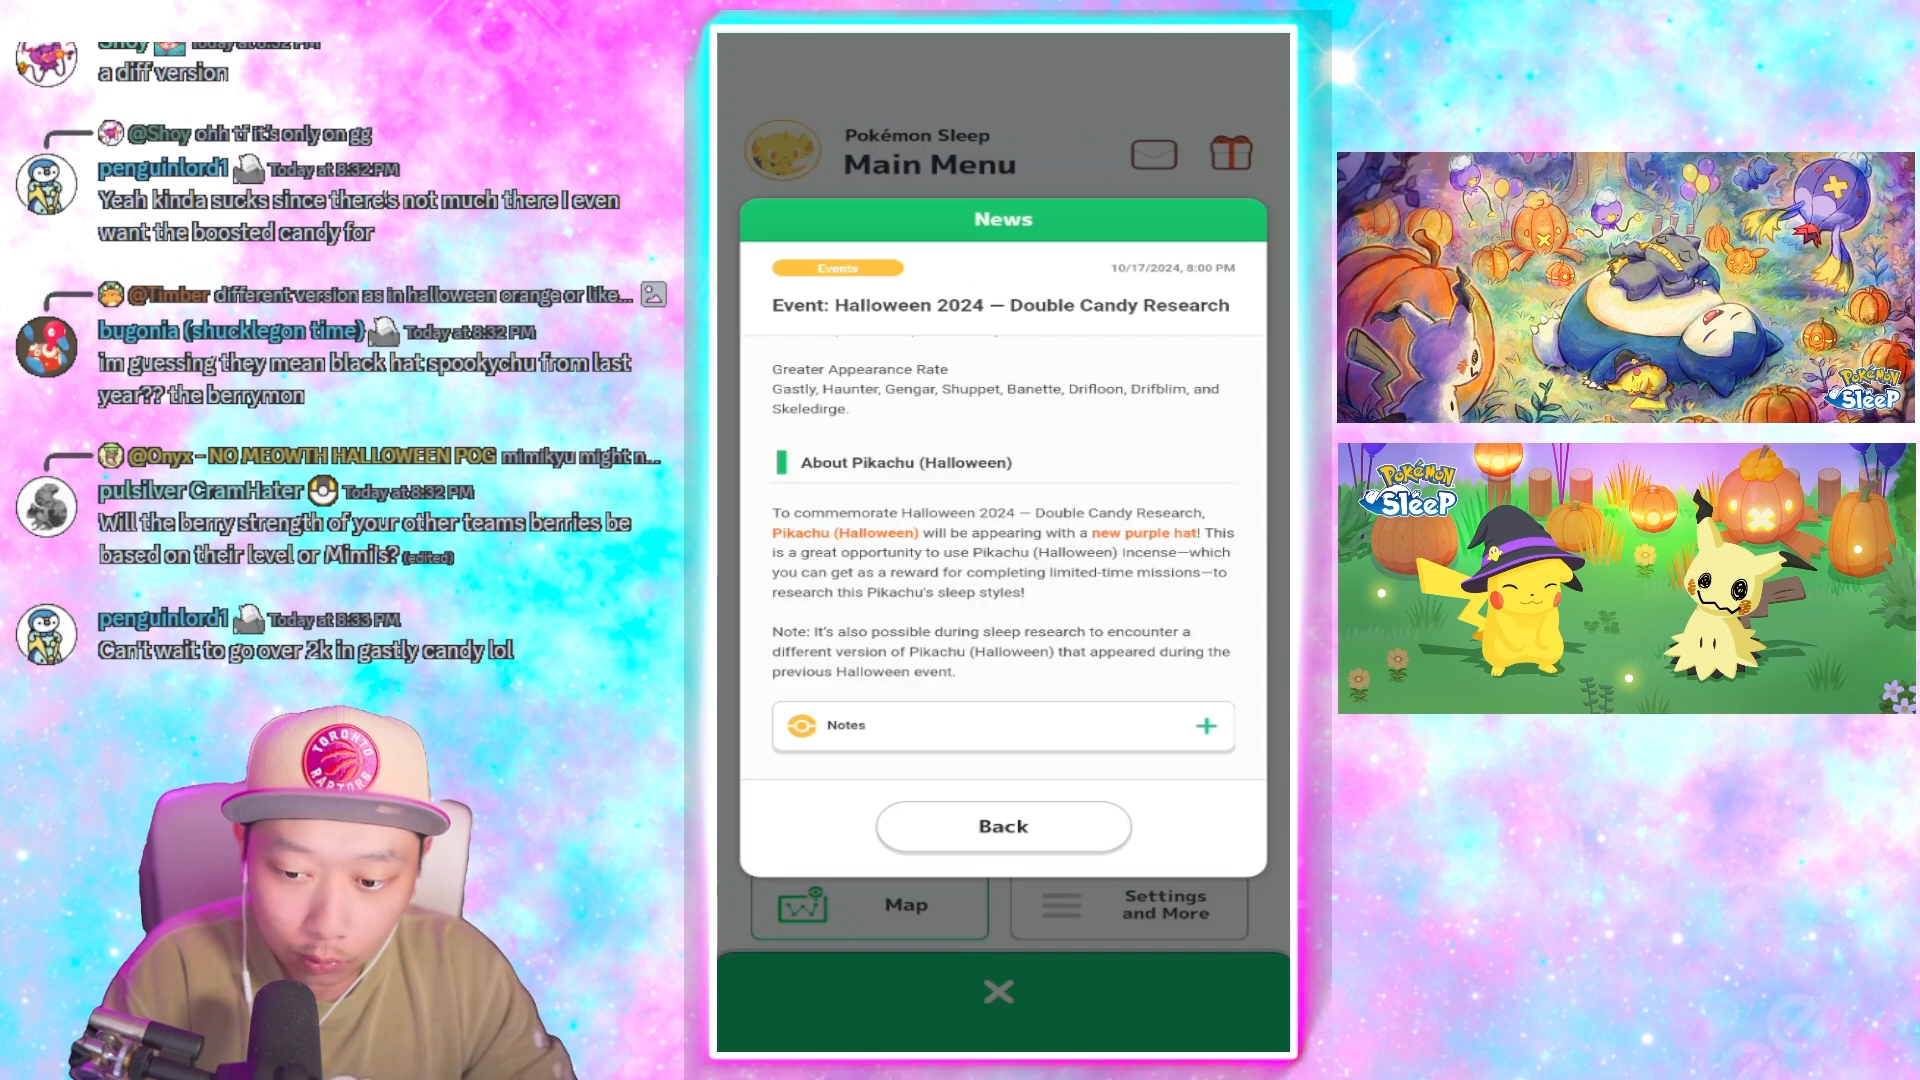 Shoy Today at 8:32 PM
a diff version
@Shoy ohh tf it's only on gg
penguinlord1 Today at 8:32 PM
Yeah kinda sucks since there's not much there I even
want the boosted candy for
@Timber different version as in halloween orange or like...
bugonia (shucklegon time) Today at 8:32 PM
im guessing they mean black hat spookychu from last
year?? the berrymon
@Onyx - NO MEOWTH HALLOWEEN POG mimikyu might n...
pulsilver CramHater Today at 8:32 PM
Will the berry strength of your other teams berries be
based on their level or Mimi's? (edited)
penguinlord1 Today at 8:33 PM
Can't wait to go over 2k in gastly candy lol
TORONTO
RAPTORS
Pokémon Sleep
Main Menu
News
Events
10/17/2024, 8:00 PM
Event: Halloween 2024 — Double Candy Research
Greater Appearance Rate
Gastly, Haunter, Gengar, Shuppet, Banette, Drifloon, Drifblim, and
Skeledirge.
About Pikachu (Halloween)
To commemorate Halloween 2024 — Double Candy Research,
Pikachu (Halloween) will be appearing with a new purple hat! This
is a great opportunity to use Pikachu (Halloween) Incense—which
you can get as a reward for completing limited-time missions—to
research this Pikachu's sleep styles!
Note: It's also possible during sleep research to encounter a
different version of Pikachu (Halloween) that appeared during the
previous Halloween event.
Notes
Back
Map
Settings
and More
Pokémon
Sleep
Pokémon
Sleep